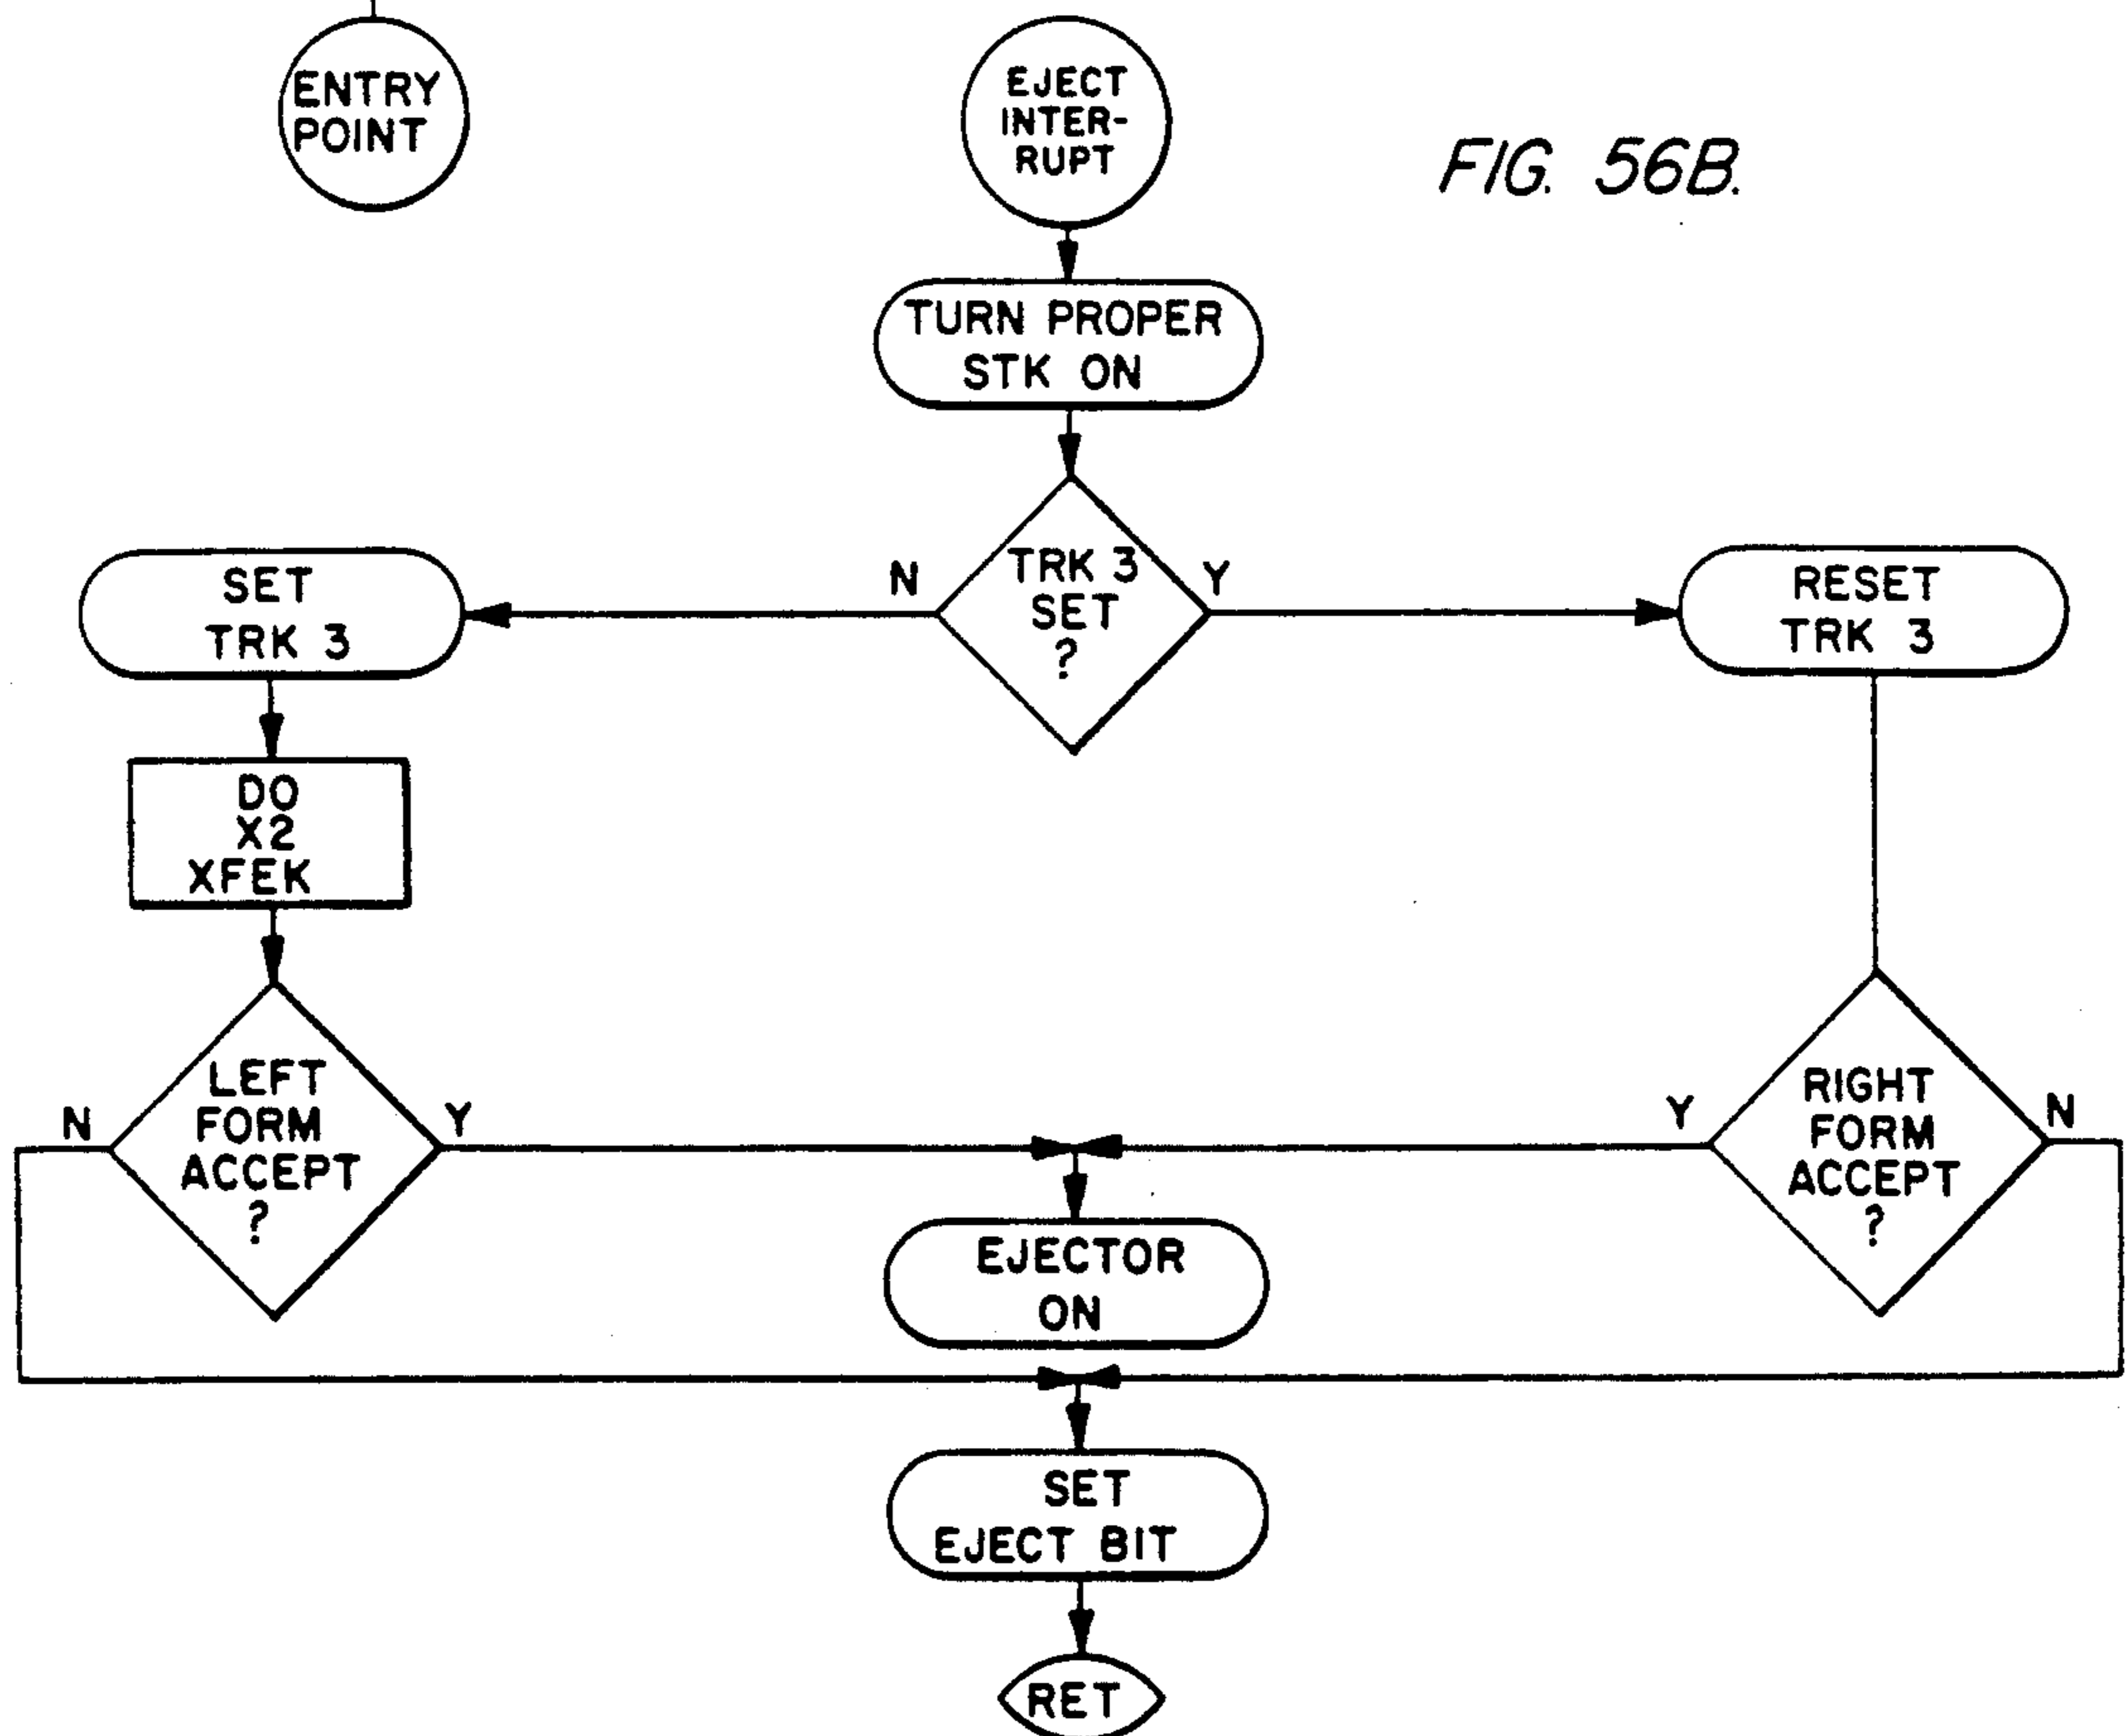 ENTRY
POINT
EJECT
INTER-
RUPT
FIG. 56B.
TURN PROPER
STK ON
N
TRK 3
SET
?
Y
SET
TRK 3
RESET
TRK 3
DO
X2
XFEK
N
LEFT
FORM
ACCEPT
?
Y
Y
RIGHT
FORM
ACCEPT
?
N
EJECTOR
ON
SET
EJECT BIT
RET